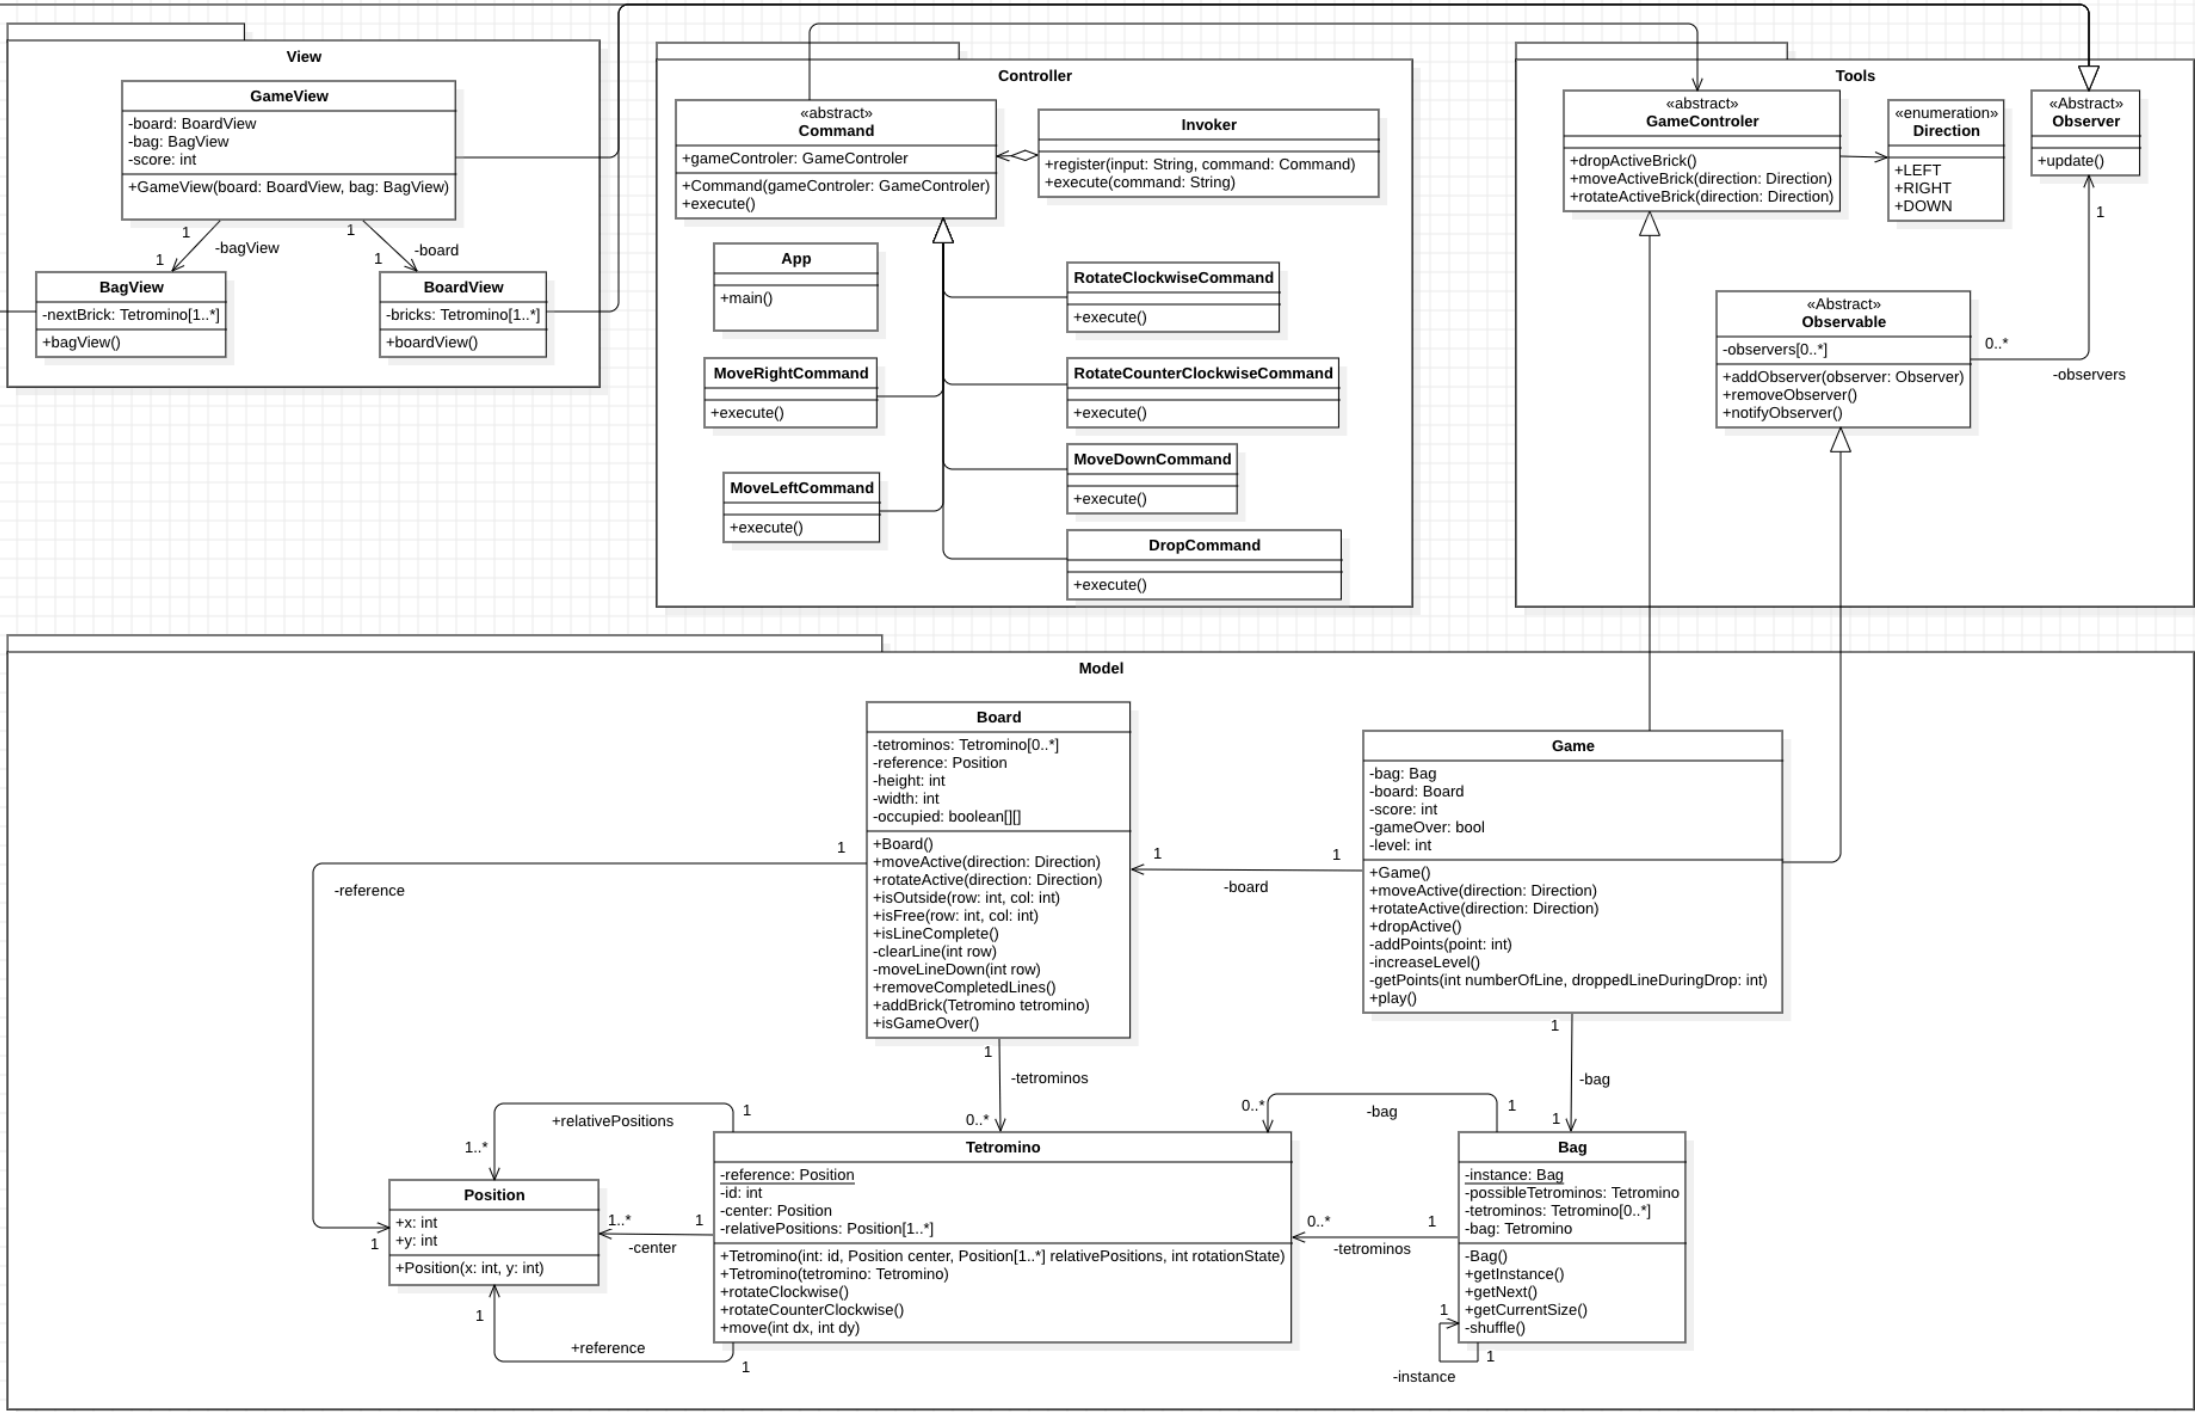 View
GameView
-board: BoardView
-bag: BagView
-score: int
+GameView(board: BoardView, bag: BagView)
1
-bagView
1
1
-board
1
BagView
-nextBrick: Tetromino[1..*]
+bagView()
BoardView
-bricks: Tetromino[1..*]
+boardView()
Controller
«abstract»
Command
+gameControler: GameControler
+Command(gameControler: GameControler)
+execute()
Invoker
+register(input: String, command: Command)
+execute(command: String)
App
+main()
RotateClockwiseCommand
+execute()
MoveRightCommand
+execute()
RotateCounterClockwiseCommand
+execute()
MoveDownCommand
+execute()
MoveLeftCommand
+execute()
DropCommand
+execute()
Tools
«abstract»
GameControler
+dropActiveBrick()
+moveActiveBrick(direction: Direction)
+rotateActiveBrick(direction: Direction)
«enumeration»
Direction
+LEFT
+RIGHT
+DOWN
«Abstract»
Observer
+update()
1
«Abstract»
Observable
-observers[0..*]
+addObserver(observer: Observer)
+removeObserver()
+notifyObserver()
0..*
-observers
Model
Board
-tetrominos: Tetromino[0..*]
-reference: Position
-height: int
-width: int
-occupied: boolean[][]
+Board()
+moveActive(direction: Direction)
+rotateActive(direction: Direction)
+isOutside(row: int, col: int)
+isFree(row: int, col: int)
+isLineComplete()
-clearLine(int row)
-moveLineDown(int row)
+removeCompletedLines()
+addBrick(Tetromino tetromino)
+isGameOver()
Game
-bag: Bag
-board: Board
-score: int
-gameOver: bool
-level: int
+Game()
+moveActive(direction: Direction)
+rotateActive(direction: Direction)
+dropActive()
-addPoints(point: int)
-increaseLevel()
-getPoints(int numberOfLine, droppedLineDuringDrop: int)
+play()
1
-reference
1
1
1
-board
1
-tetrominos
0..*
1
-bag
1
1
+relativePositions
1..*
0..*
-bag
1
Position
+x: int
+y: int
+Position(x: int, y: int)
1..*
1
-center
Tetromino
-reference: Position
-id: int
-center: Position
-relativePositions: Position[1..*]
+Tetromino(int: id, Position center, Position[1..*] relativePositions, int rotationState)
+Tetromino(tetromino: Tetromino)
+rotateClockwise()
+rotateCounterClockwise()
+move(int dx, int dy)
0..*
1
-tetrominos
Bag
-instance: Bag
-possibleTetrominos: Tetromino
-tetrominos: Tetromino[0..*]
-bag: Tetromino
-Bag()
+getInstance()
+getNext()
+getCurrentSize()
-shuffle()
1
+reference
1
1
1
-instance